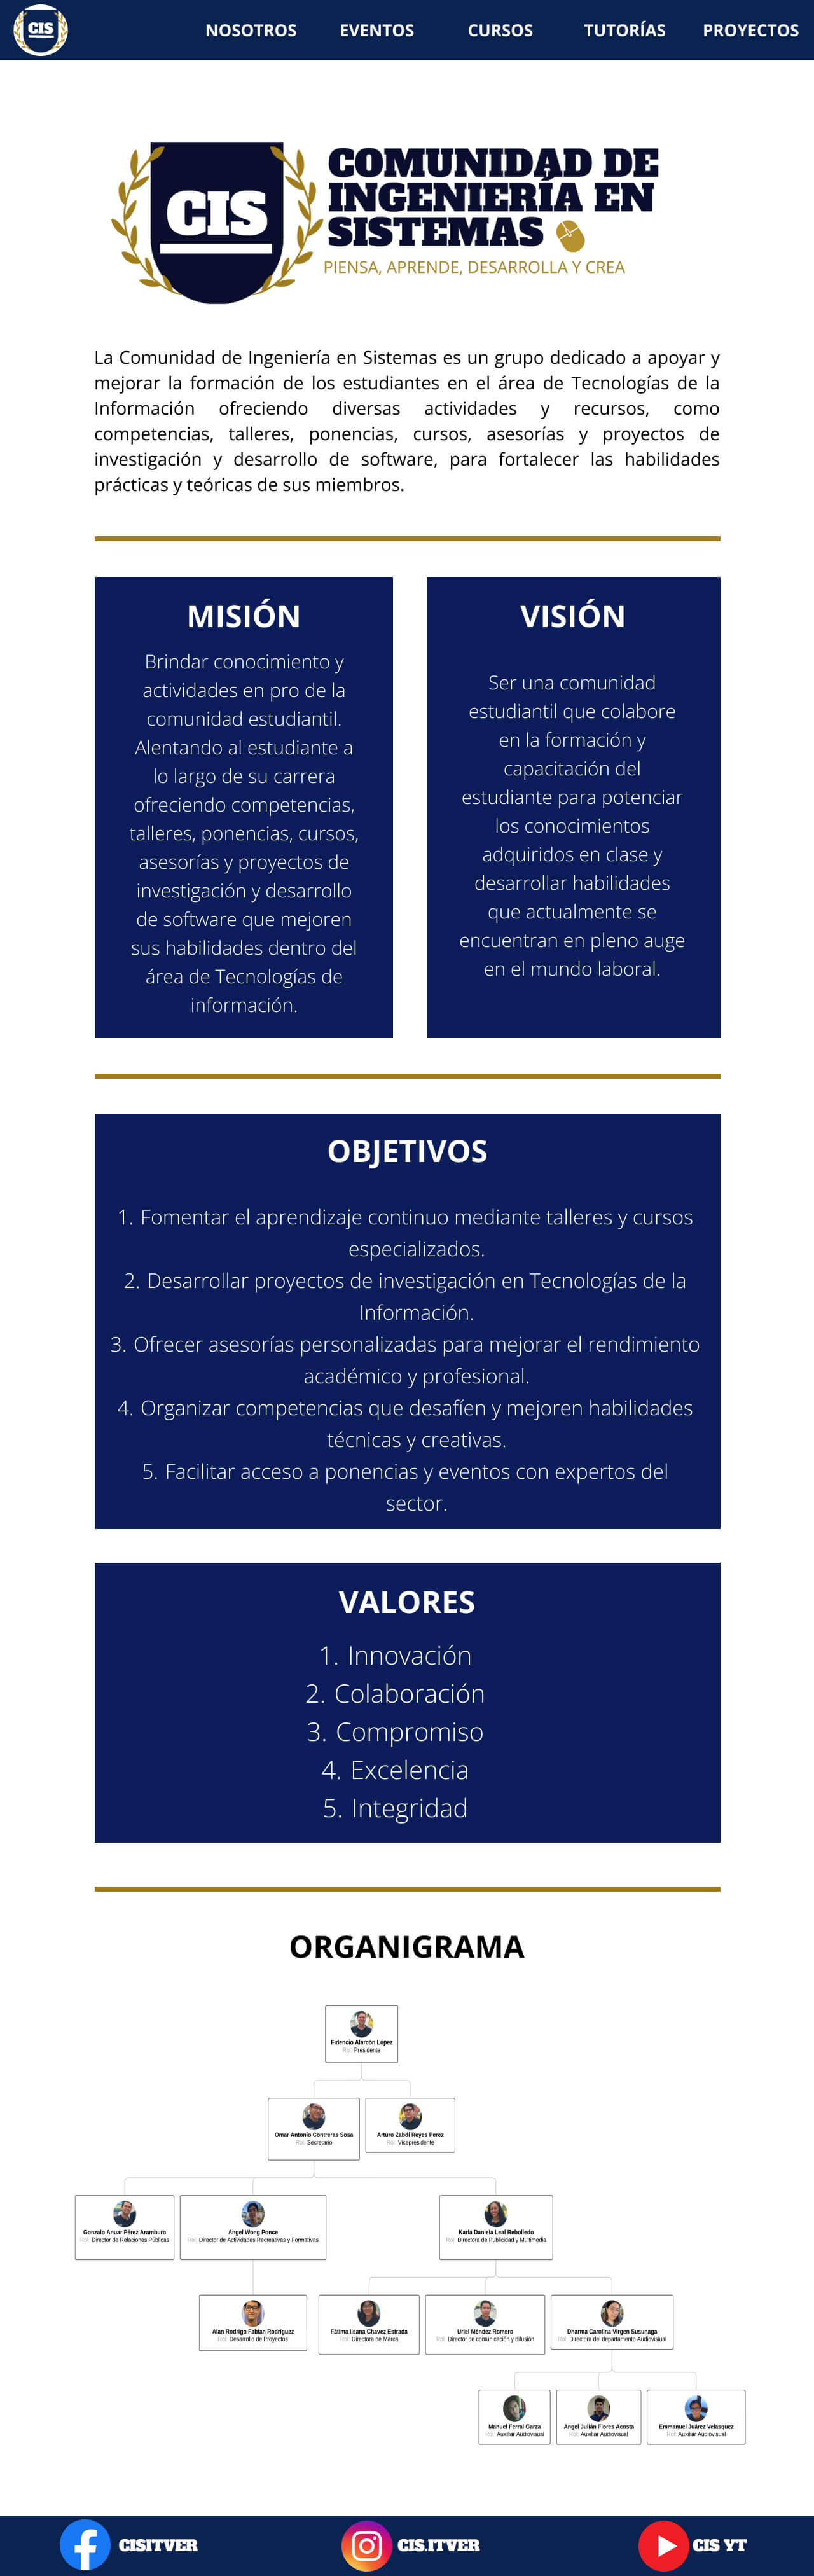 CIS
NOSOTROS
EVENTOS
CURSOS
TUTORÍAS
PROYECTOS
CIS
COMUNIDAD DE
INGENIERÍA EN
SISTEMAS
PIENSA, APRENDE, DESARROLLA Y CREA
La Comunidad de Ingeniería en Sistemas es un grupo dedicado a apoyar y
mejorar la formación de los estudiantes en el área de Tecnologías de la
Información ofreciendo diversas actividades y recursos, como
competencias, talleres, ponencias, cursos, asesorías y proyectos de
investigación y desarrollo de software, para fortalecer las habilidades
prácticas y teóricas de sus miembros.
MISIÓN
Brindar conocimiento y
actividades en pro de la
comunidad estudiantil.
Alentando al estudiante a
lo largo de su carrera
ofreciendo competencias,
talleres, ponencias, cursos,
asesorías y proyectos de
investigación y desarrollo
de software que mejoren
sus habilidades dentro del
área de Tecnologías de
información.
VISIÓN
Ser una comunidad
estudiantil que colabore
en la formación y
capacitación del
estudiante para potenciar
los conocimientos
adquiridos en clase y
desarrollar habilidades
que actualmente se
encuentran en pleno auge
en el mundo laboral.
OBJETIVOS
1. Fomentar el aprendizaje continuo mediante talleres y cursos
especializados.
2. Desarrollar proyectos de investigación en Tecnologías de la
Información.
3. Ofrecer asesorías personalizadas para mejorar el rendimiento
académico y profesional.
4. Organizar competencias que desafíen y mejoren habilidades
técnicas y creativas.
5. Facilitar acceso a ponencias y eventos con expertos del
sector.
VALORES
1. Innovación
2. Colaboración
3. Compromiso
4. Excelencia
5. Integridad
ORGANIGRAMA
Fidencio Alarcón López
Rol: Presidente
Omar Antonio Contreras Sosa
Rol: Secretario
Arturo Zabdi Reyes Perez
Rol: Vicepresidente
Gonzalo Anuar Pérez Aramburo
Rol: Director de Relaciones Públicas
Ángel Wong Ponce
Rol: Director de Actividades Recreativas y Formativas
Karla Daniela Leal Rebolledo
Rol: Directora de Publicidad y Multimedia
Alan Rodrigo Fabian Rodriguez
Rol: Desarrollo de Proyectos
Fátima Ileana Chavez Estrada
Rol: Directora de Marca
Uriel Méndez Romero
Rol: Director de comunicación y difusión
Dharma Carolina Virgen Susunaga
Rol: Directora del departamento Audiovisiual
Manuel Ferral Garza
Rol: Auxiliar Audiovisual
Angel Julián Flores Acosta
Rol: Auxiliar Audiovisual
Emmanuel Juárez Velasquez
Rol: Auxiliar Audiovisual
CISITVER
CIS.ITVER
CIS YT